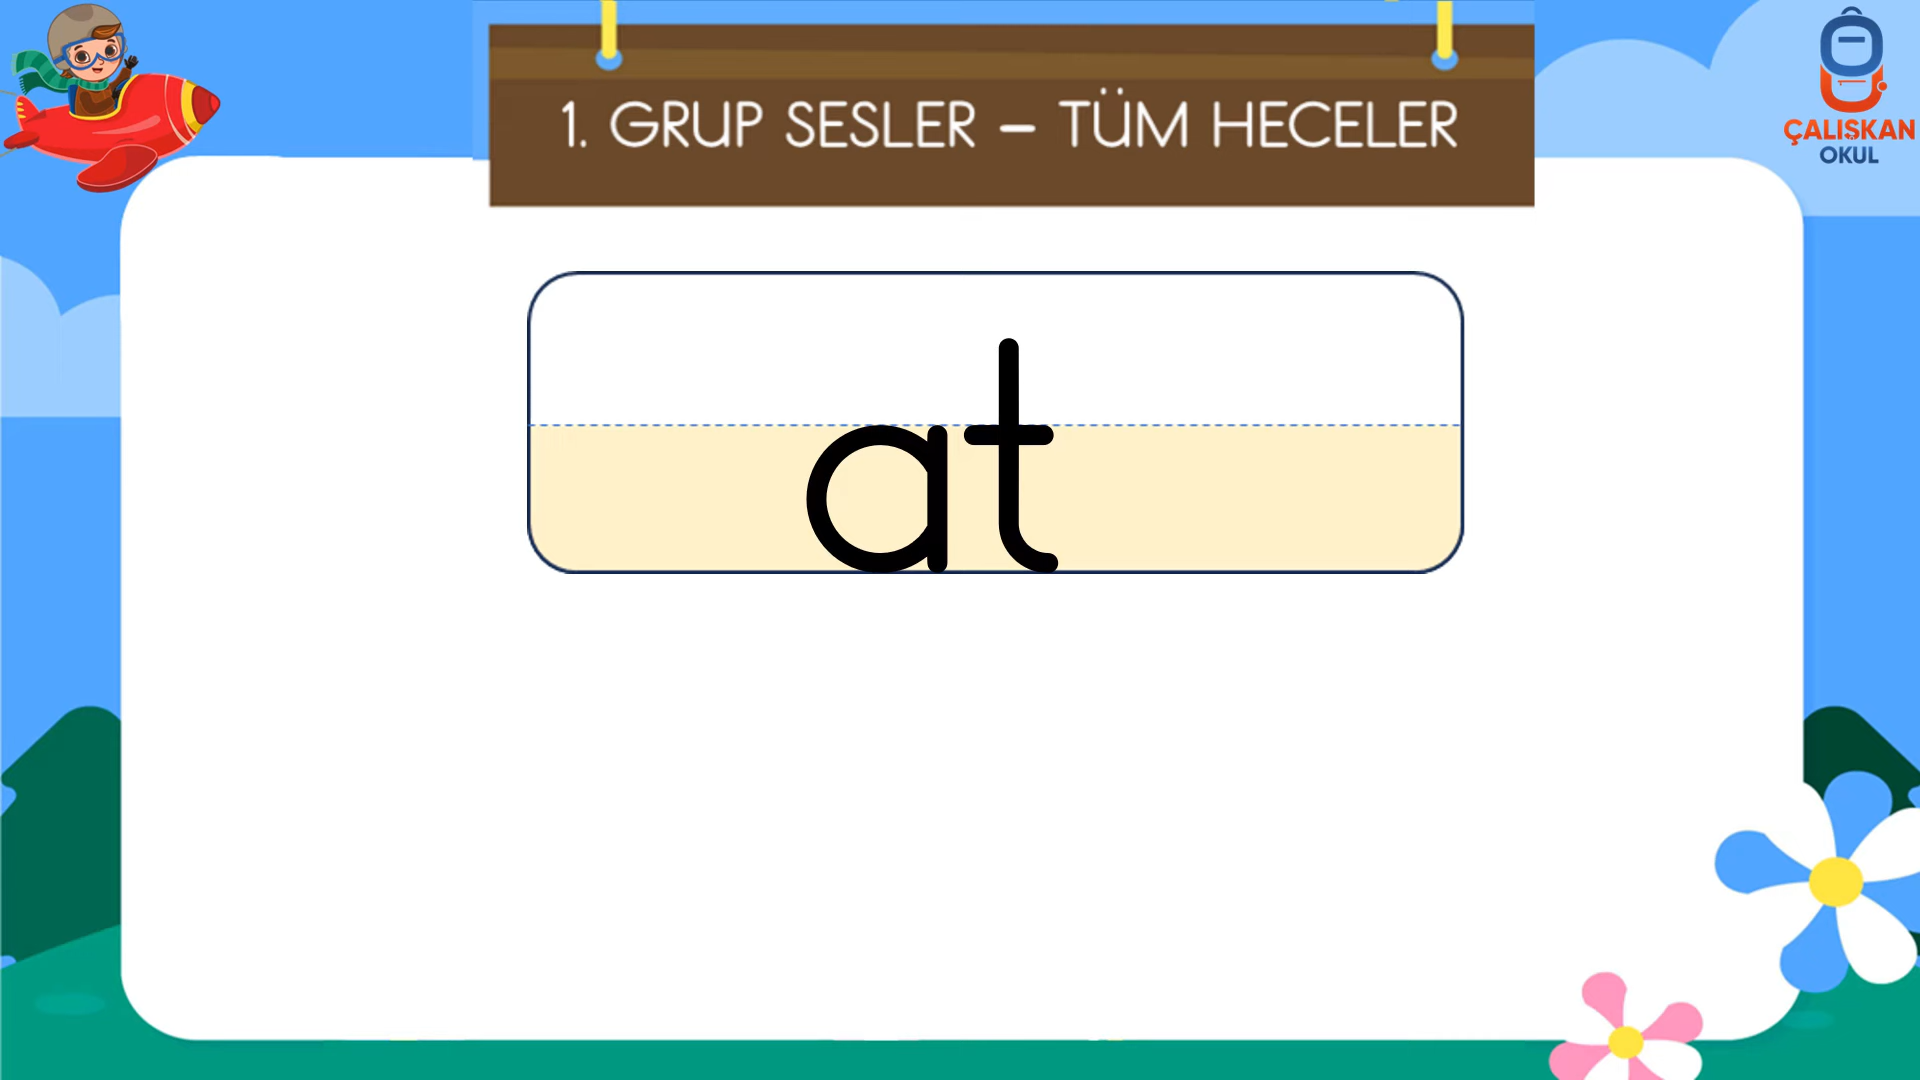 1. GRUP SESLER – TÜM HECELER
ÇALIŞKAN
OKUL
at